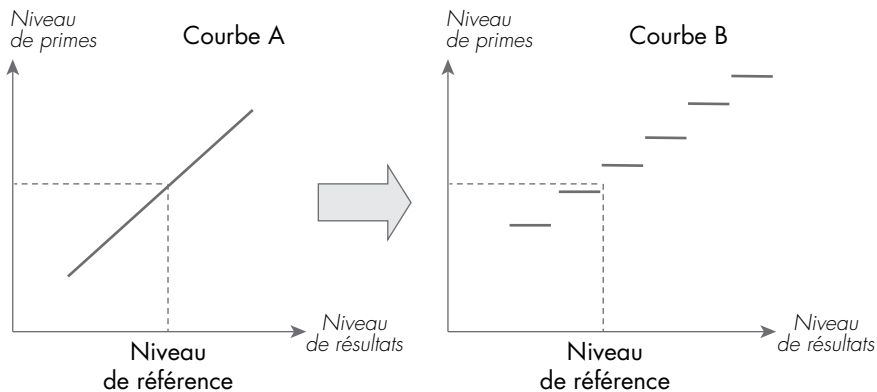 Niveau
de primes
Courbe A
Niveau
de résultats
Niveau
de référence
Niveau
de primes
Courbe B
Niveau
de résultats
Niveau
de référence